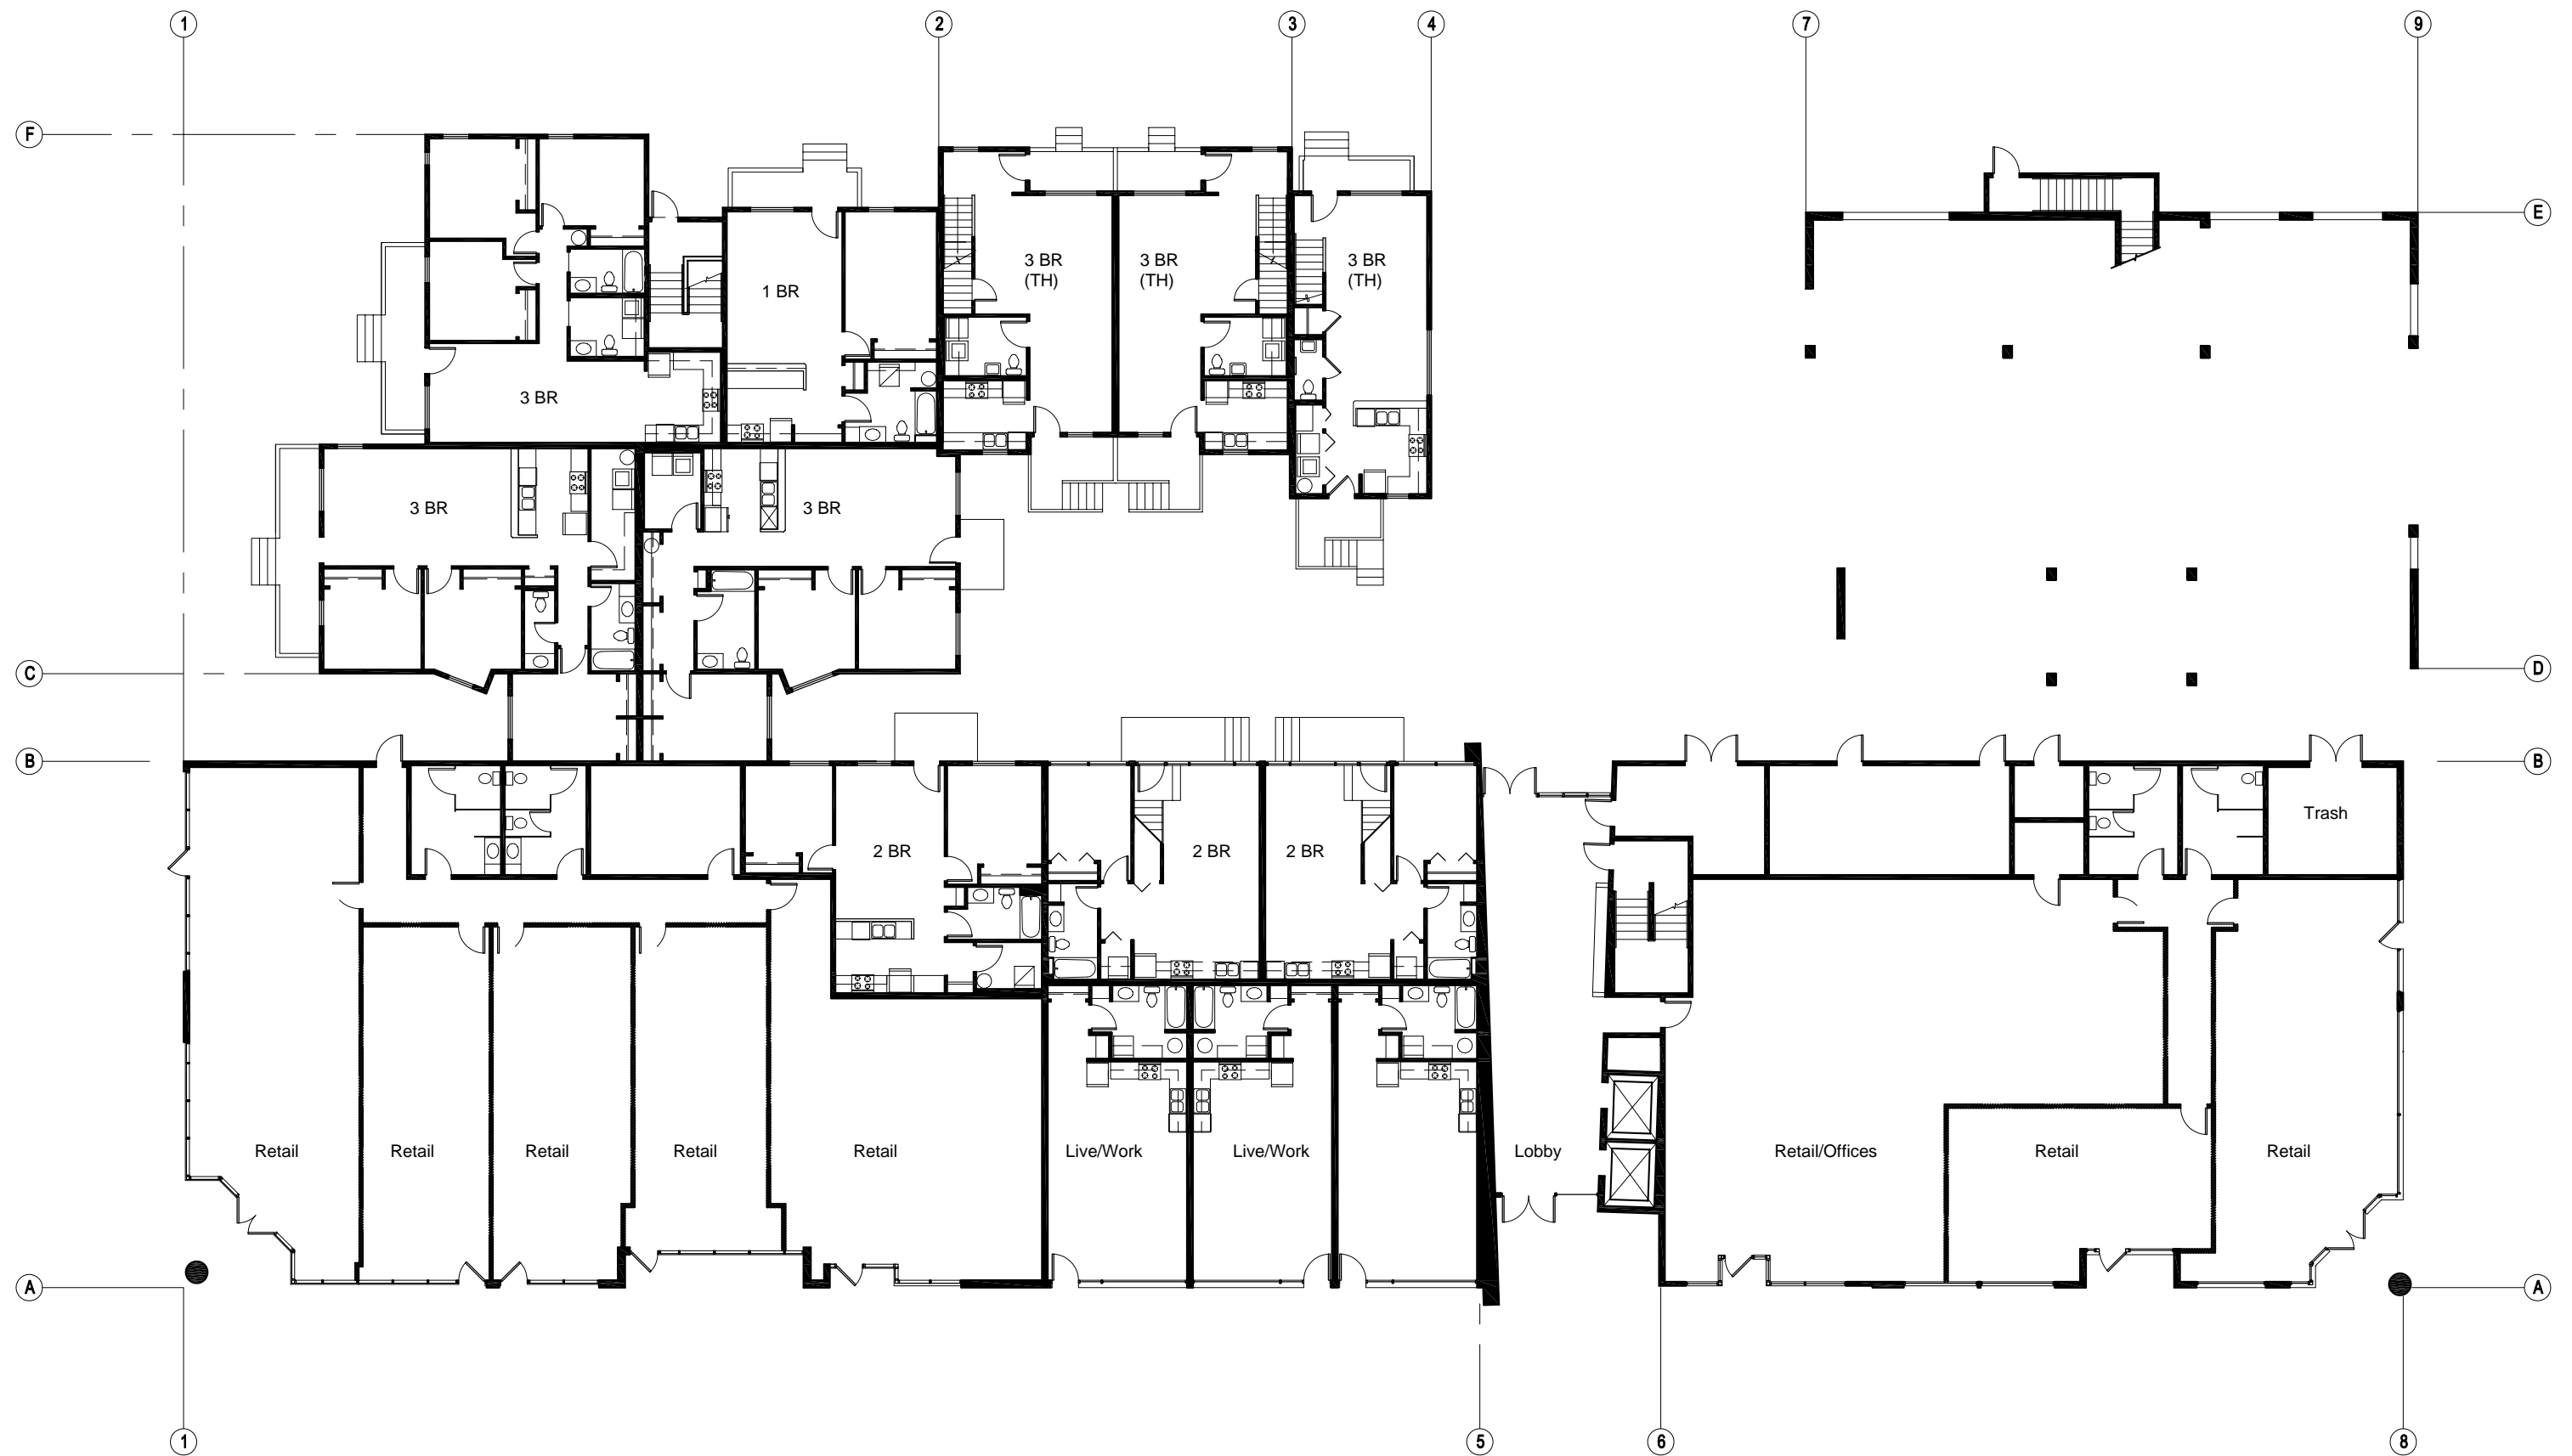 1
2
3
4
7
9
F
E
3 BR
(TH)
3 BR
(TH)
3 BR
(TH)
1 BR
3 BR
3 BR
3 BR
C
D
B
B
Trash
2 BR
2 BR
2 BR
Retail
Retail
Retail
Retail
Retail
Live/Work
Live/Work
Lobby
Retail/Offices
Retail
Retail
A
A
1
5
6
8